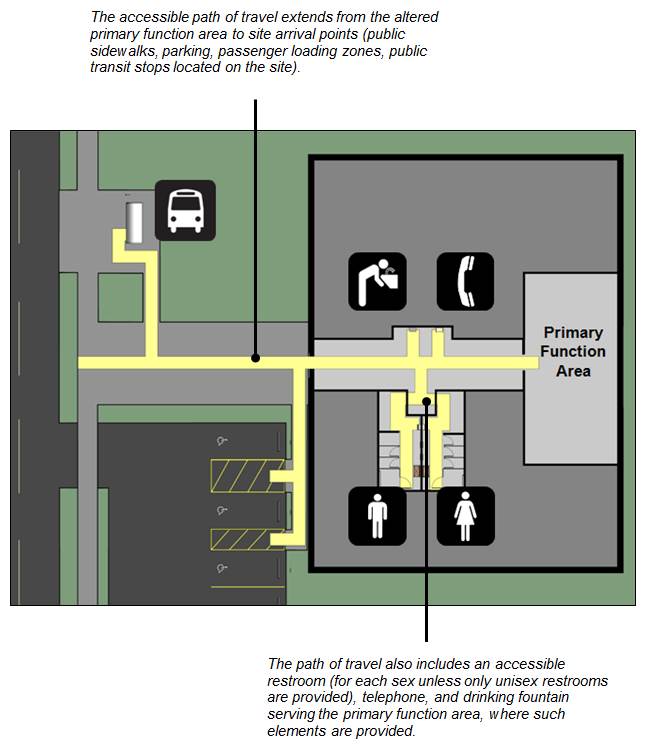 The accessible path of travel extends from the altered
primary function area to site arrival points (public
sidewalks, parking, passenger loading zones, public
transit stops located on the site).
Primary
Function
Area
The path of travel also includes an accessible
restroom (for each sex unless only unisex restrooms
are provided), telephone, and drinking fountain
serving the primary function area, where such
elements are provided.